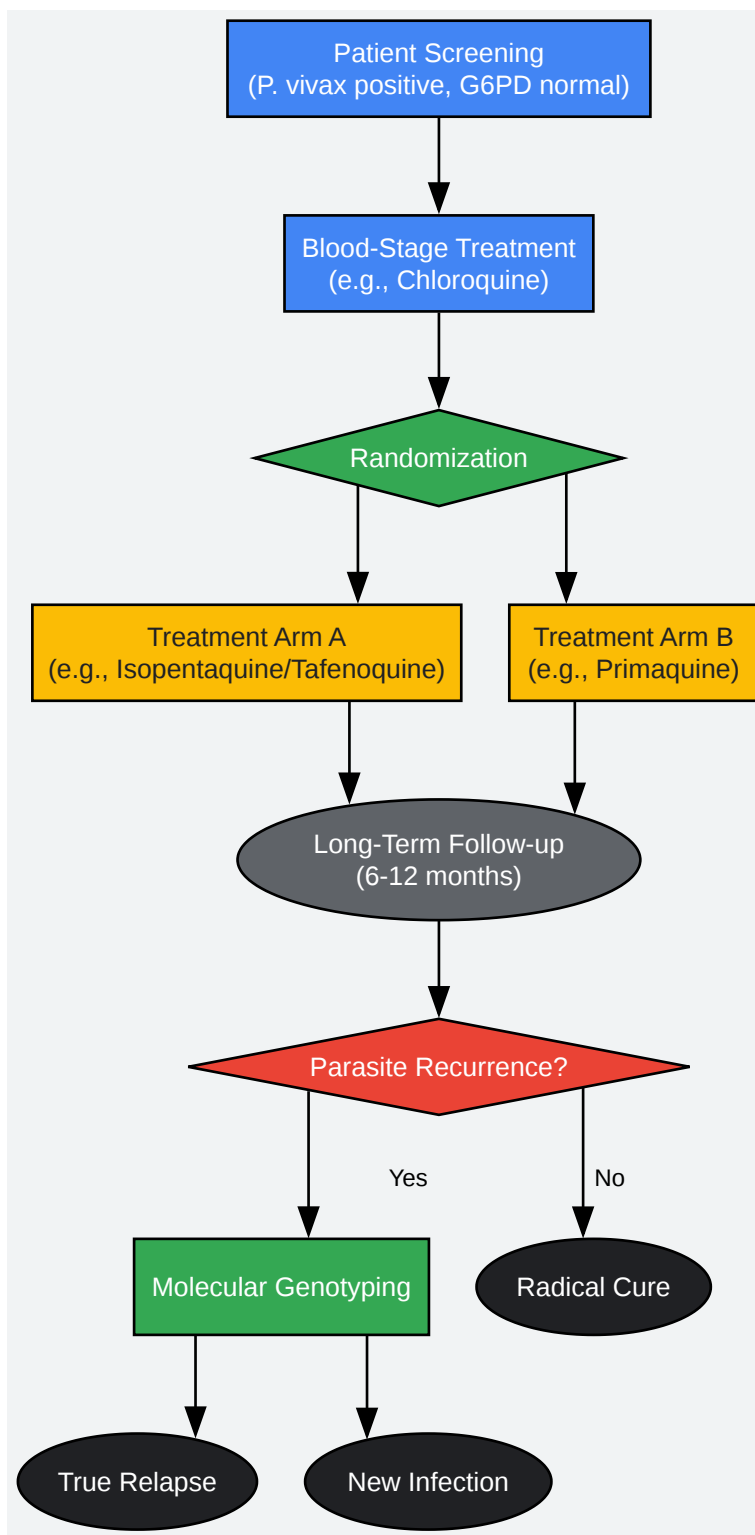 Patient Screening
(P. vivax positive, G6PD normal)
Blood-Stage Treatment
(e.g., Chloroquine)
Randomization
Treatment Arm A
(e.g., Isopentaquine/Tafenoquine)
Treatment Arm B
(e.g., Primaquine)
Long-Term Follow-up
(6-12 months)
Parasite Recurrence?
Yes
No
Molecular Genotyping
Radical Cure
True Relapse
New Infection